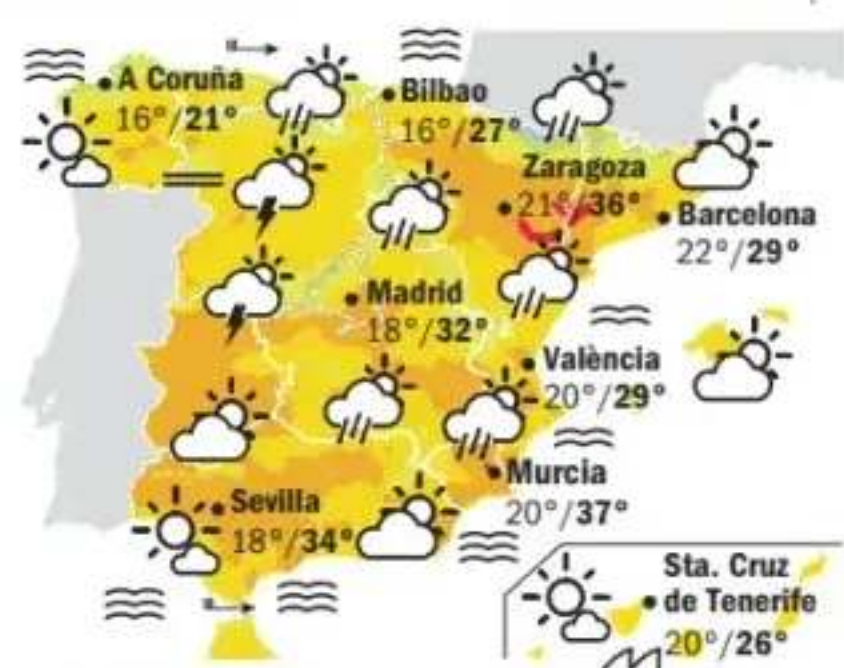 A Coruña
16°/21°
Bilbao
16°/27°
Zaragoza
21°/36°
Barcelona
22°/29°
Madrid
18°/32°
València
20°/29°
Murcia
20°/37°
Sevilla
18°/34°
Sta. Cruz
de Tenerife
20°/26°